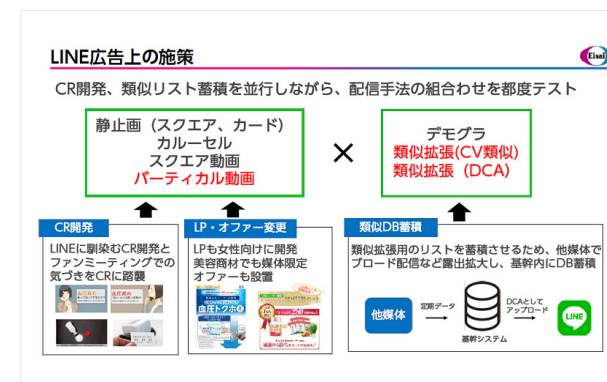 LINE広告上の施策
Eisai
CR開発、類似リスト蓄積を並行しながら、配信手法の組合わせを都度テスト
静止画（スクエア、カード）
カルーセル
スクエア動画
バーティカル動画
×
デモグラ
類似拡張(CV類似)
類似拡張（DCA）
CR開発
LINEに馴染むCR開発と
ファンミーティングでの
気づきをCRに踏襲
LP・オファー変更
LPも女性向けに開発
美容商材でも媒体限定
オファーも設置
血圧トクホ
類似DB蓄積
類似拡張用のリストを蓄積させるため、他媒体で
ブロード配信など露出拡大し、基幹内にDB蓄積
他媒体
定期データ
基幹システム
DCAとして
アップロード
LINE